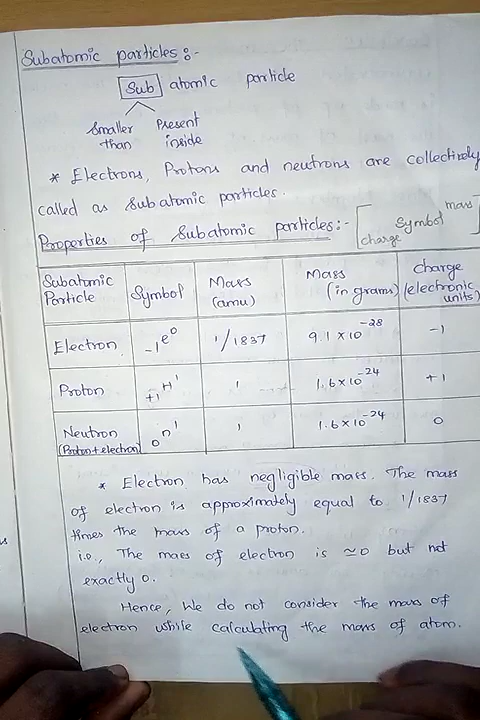 Subatomic particles :-
Sub atomic particle
Smaller than Present inside
* Electrons, Protons and neutrons are collectively
called as Subatomic particles.
Properties of Subatomic particles:- [charge Symbol mass]
Subatomic Particle Symbol Mass (amu) Mass (in grams) Charge (electronic units)
Electron ₋₁e⁰ 1/1837 9.1 × 10⁻²⁸ -1
Proton ₊₁H¹ 1 1.6 × 10⁻²⁴ +1
Neutron (Proton + electron) ₀n¹ 1 1.6 × 10⁻²⁴ 0
* Electron has negligible mass. The mass
of electron is approximately equal to 1/1837
times the mass of a proton.
i.e., The mass of electron is ≃0 but not
exactly 0.
Hence, We do not consider the mass of
electron while calculating the mass of atom.